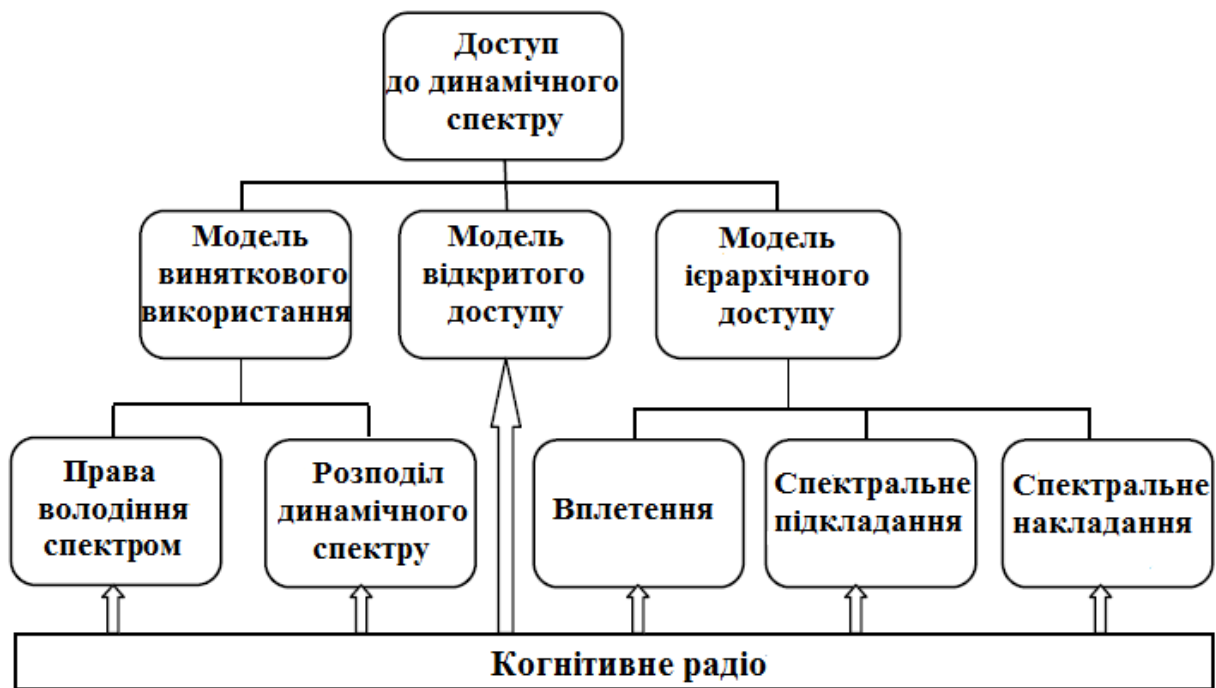 Доступ
до динамічного
спектру
Модель
виняткового
використання
Модель
відкритого
доступу
Модель
ієрархічного
доступу
Права
володіння
спектром
Розподіл
динамічного
спектру
Вплетення
Спектральне
підкладання
Спектральне
накладання
Когнітивне радіо